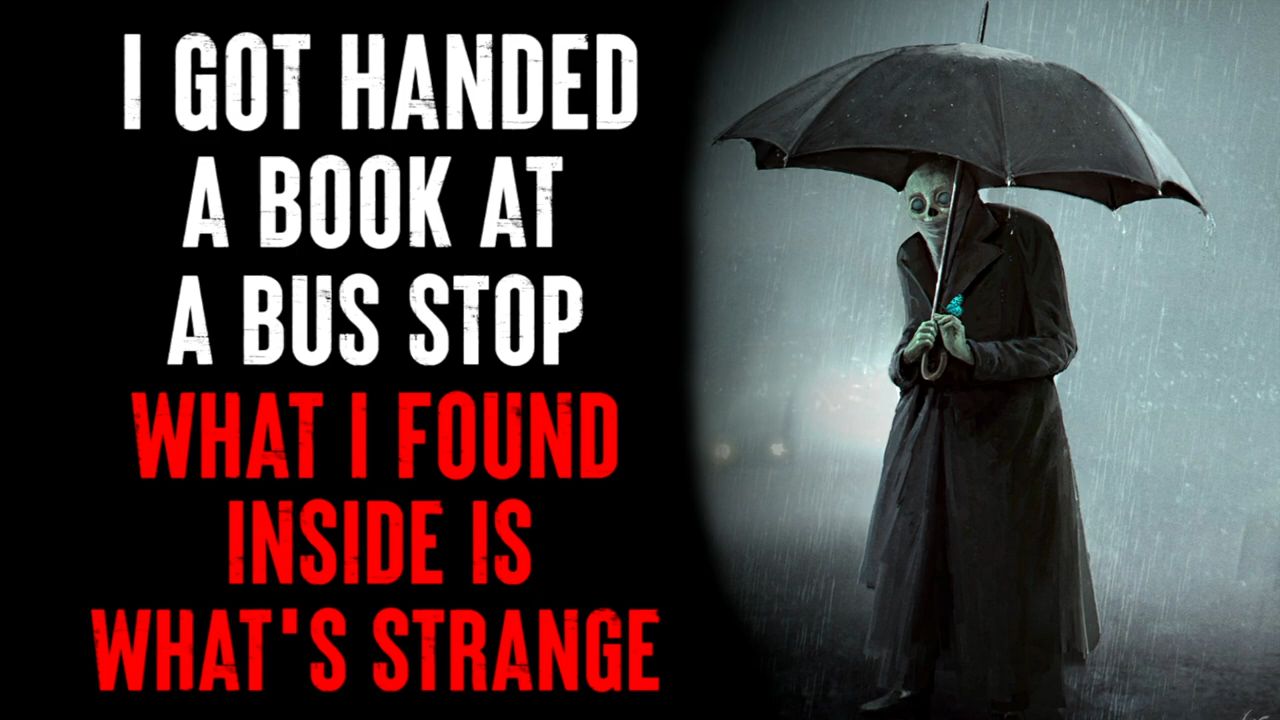 I GOT HANDED
A BOOK AT
A BUS STOP
WHAT I FOUND
INSIDE IS
WHAT'S STRANGE